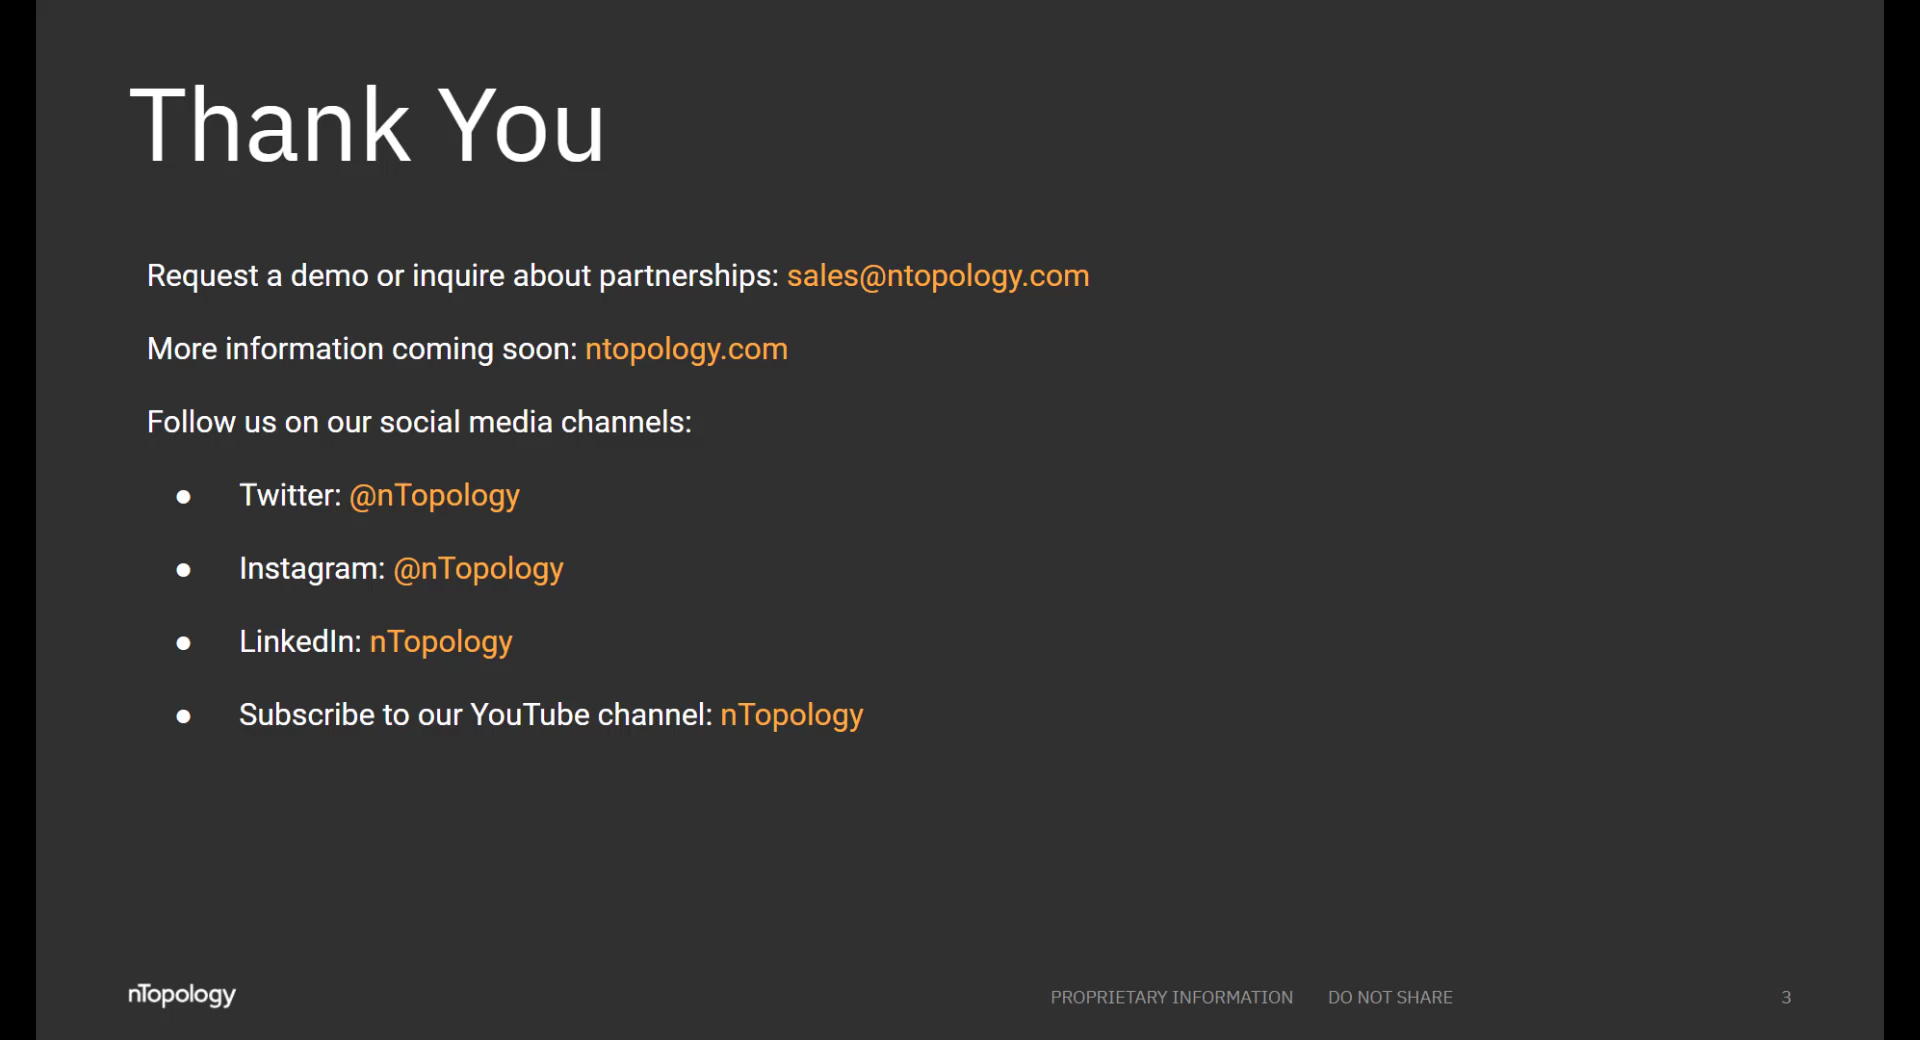 Thank You
Request a demo or inquire about partnerships: sales@ntopology.com
More information coming soon: ntopology.com
Follow us on our social media channels:
● Twitter: @nTopology
● Instagram: @nTopology
● LinkedIn: nTopology
● Subscribe to our YouTube channel: nTopology
nTopology PROPRIETARY INFORMATION DO NOT SHARE 3